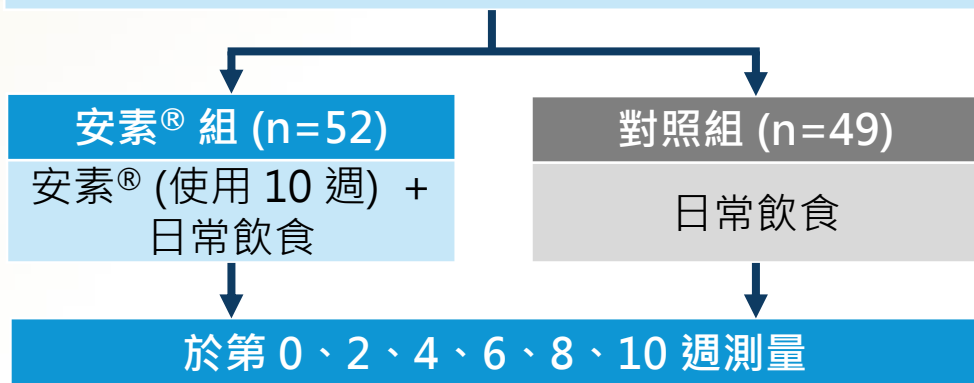 安素® 組 (n=52)
安素® (使用 10 週) +
日常飲食
對照組 (n=49)
日常飲食
於第 0、2、4、6、8、10 週測量